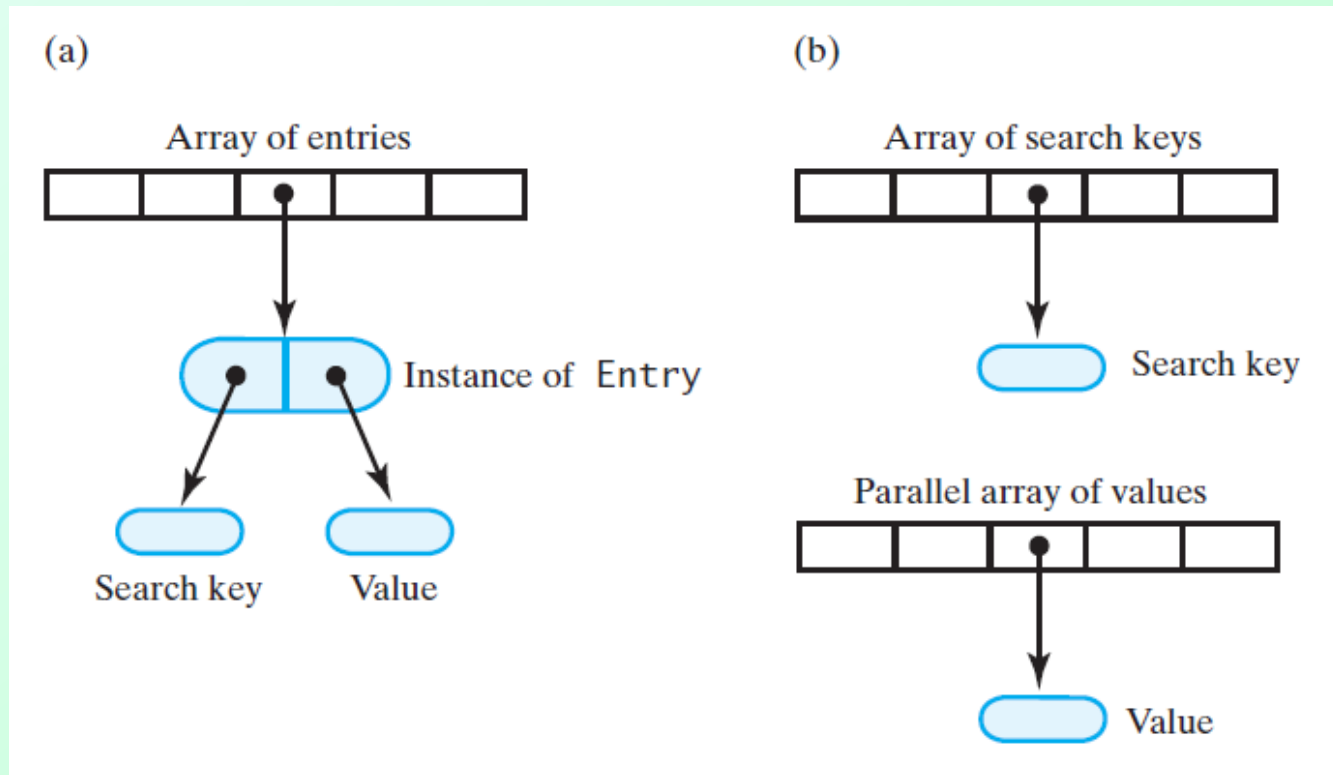 (a)
Array of entries
Instance of Entry
Search key
Value
(b)
Array of search keys
Search key
Parallel array of values
Value